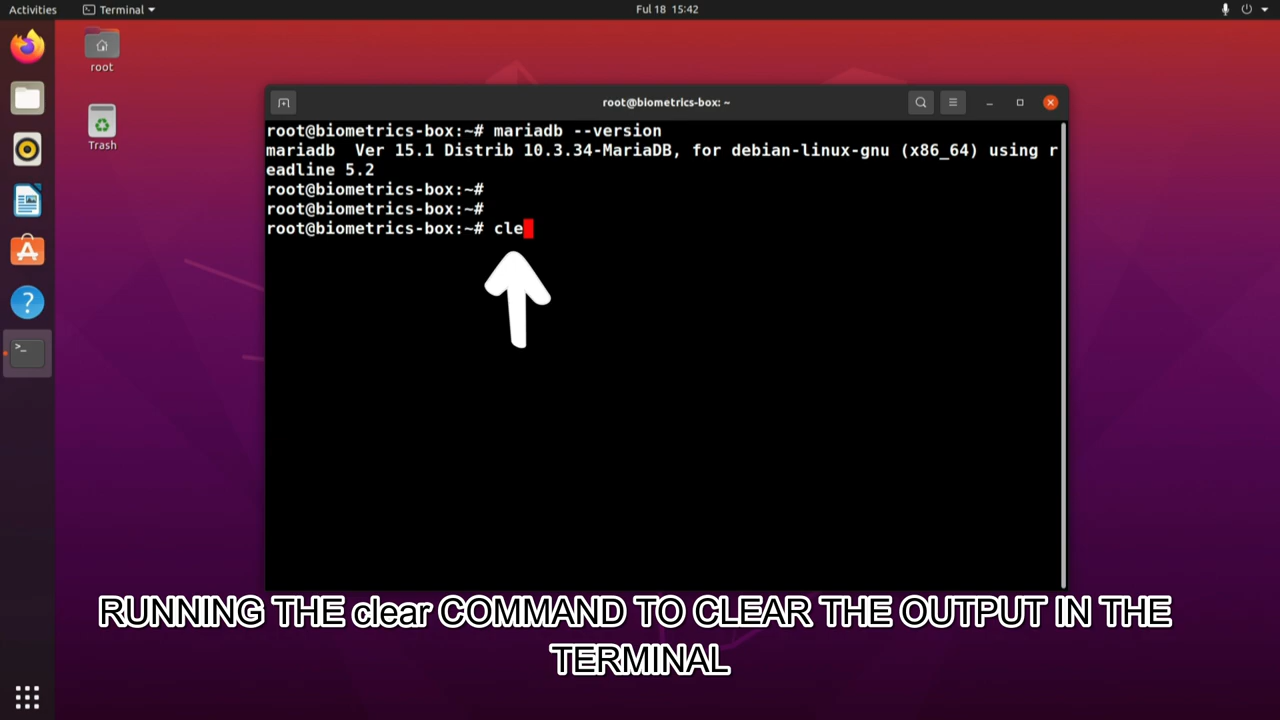 Activities Terminal Ful 18 15:42
root
Trash
root@biometrics-box: ~
root@biometrics-box:~# mariadb --version
mariadb  Ver 15.1 Distrib 10.3.34-MariaDB, for debian-linux-gnu (x86_64) using r
eadline 5.2
root@biometrics-box:~#
root@biometrics-box:~#
root@biometrics-box:~# cle
RUNNING THE clear COMMAND TO CLEAR THE OUTPUT IN THE
TERMINAL